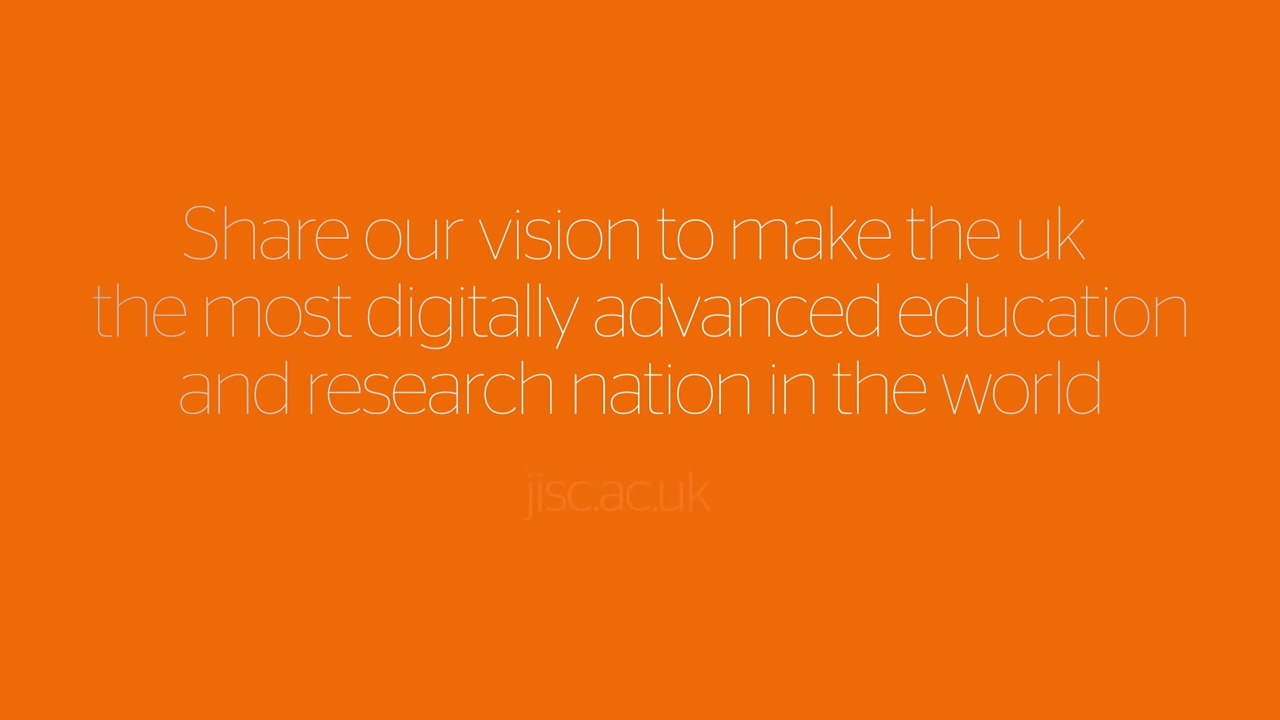 Share our vision to make the uk
the most digitally advanced education
and research nation in the world
jisc.ac.uk